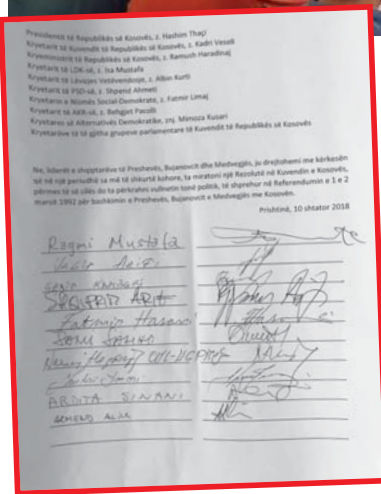 Presidentit të Republikës së Kosovës, z. Hashim Thaçi
Kryetarit të Kuvendit të Republikës së Kosovës, z. Kadri Veseli
Kryeministrit të Republikës së Kosovës, z. Ramush Haradinaj
Kryetarit të LDK-së, z. Isa Mustafa
Kryetarit të Lëvizjes Vetëvendosje, z. Albin Kurti
Kryetarit të PSD-së, z. Shpend Ahmeti
Kryetarin e Nismës Social-Demokrate, z. Fatmir Limaj
Kryetarit të AKR-së, z. Behgjet Pacolli
Kryetares së Alternativës Demokratike, znj. Mimoza Kusari
Kryetarëve të të gjitha grupeve parlamentare të Kuvendit të Republikës së Kosovës
Ne, liderët e shqiptarëve të Preshevës, Bujanovcit dhe Medvegjës, ju drejtohemi me kërkesën
që në një periudhë sa më të shkurtë kohore, ta miratoni një Rezolutë në Kuvendin e Kosovës,
përmes të së cilës do ta përkrahni vullnetin tonë politik, të shprehur në Referendumin e 1 e 2
marsit 1992 për bashkimin e Preshevës, Bujanovcit e Medvegjës me Kosovën.
Prishtinë, 10 shtator 2018
Ragmi Mustafa
Arifi
SHQIPRIM ARIF
Fatmir Hasani
SAMI SALIHU
ARDITA SINANI